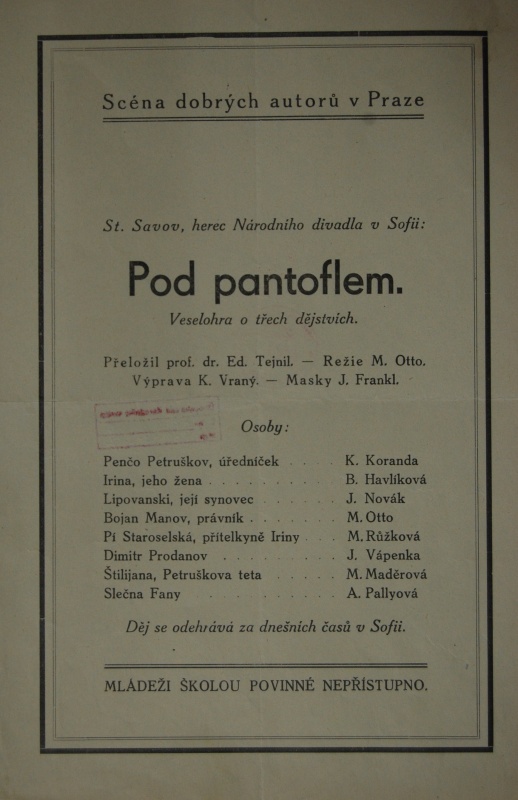 Scéna dobrých autorů v Praze
St. Savov, herec Národního divadla v Sofii:
Pod pantoflem.
Veselohra o třech dějstvích.
Přeložil prof. dr. Ed. Tejnil. — Režie M. Otto.
Výprava K. Vraný. — Masky J. Frankl.
Osoby:
Penčo Petruškov, úředníček . . . . K. Koranda
Irina, jeho žena . . . . . . . . . B. Havlíková
Lipovanski, její synovec . . . . . . J. Novák
Bojan Manov, právník . . . . . . . M. Otto
Pí Staroselská, přítelkyně Iriny . . . M. Růžková
Dimitr Prodanov . . . . . . . . . J. Vápenka
Štilijana, Petruškova teta . . . . . M. Maděrová
Slečna Fany . . . . . . . . . . A. Pallyová
Děj se odehrává za dnešních časů v Sofii.
MLÁDEŽI ŠKOLOU POVINNÉ NEPŘÍSTUPNO.